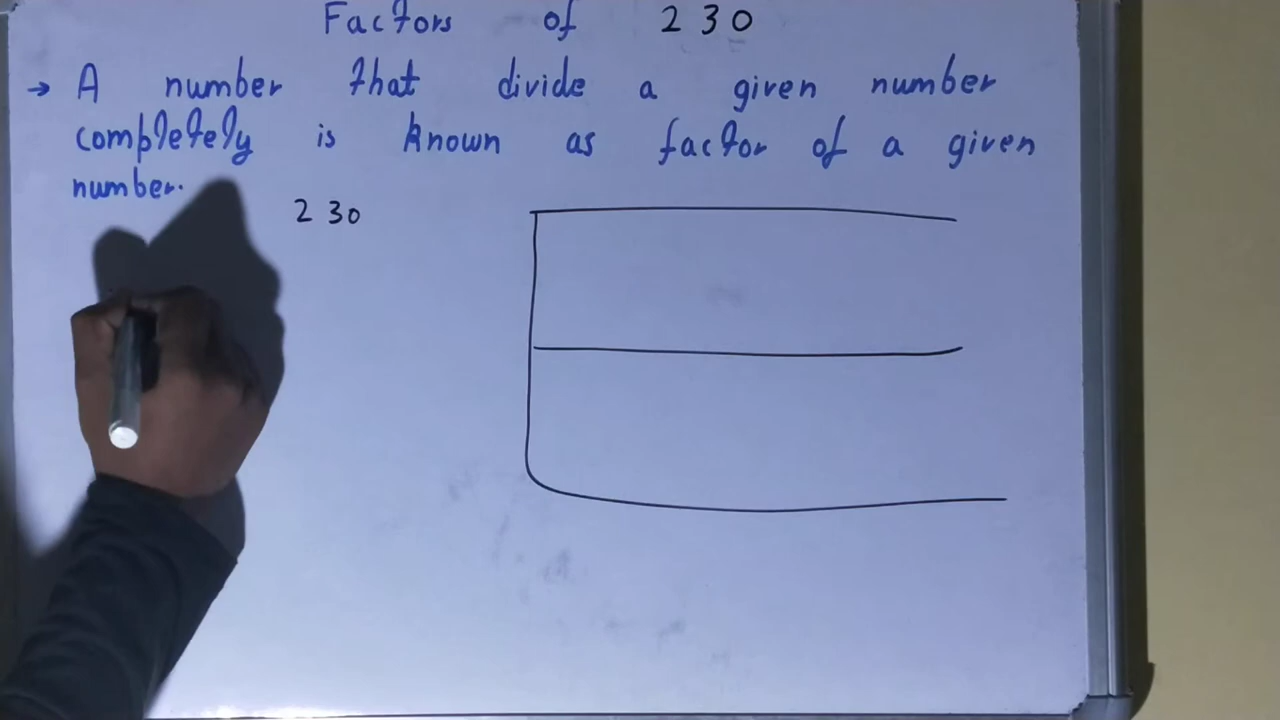 Factors of 230
→ A number that divide a given number
completely is known as factor of a given
number.
230